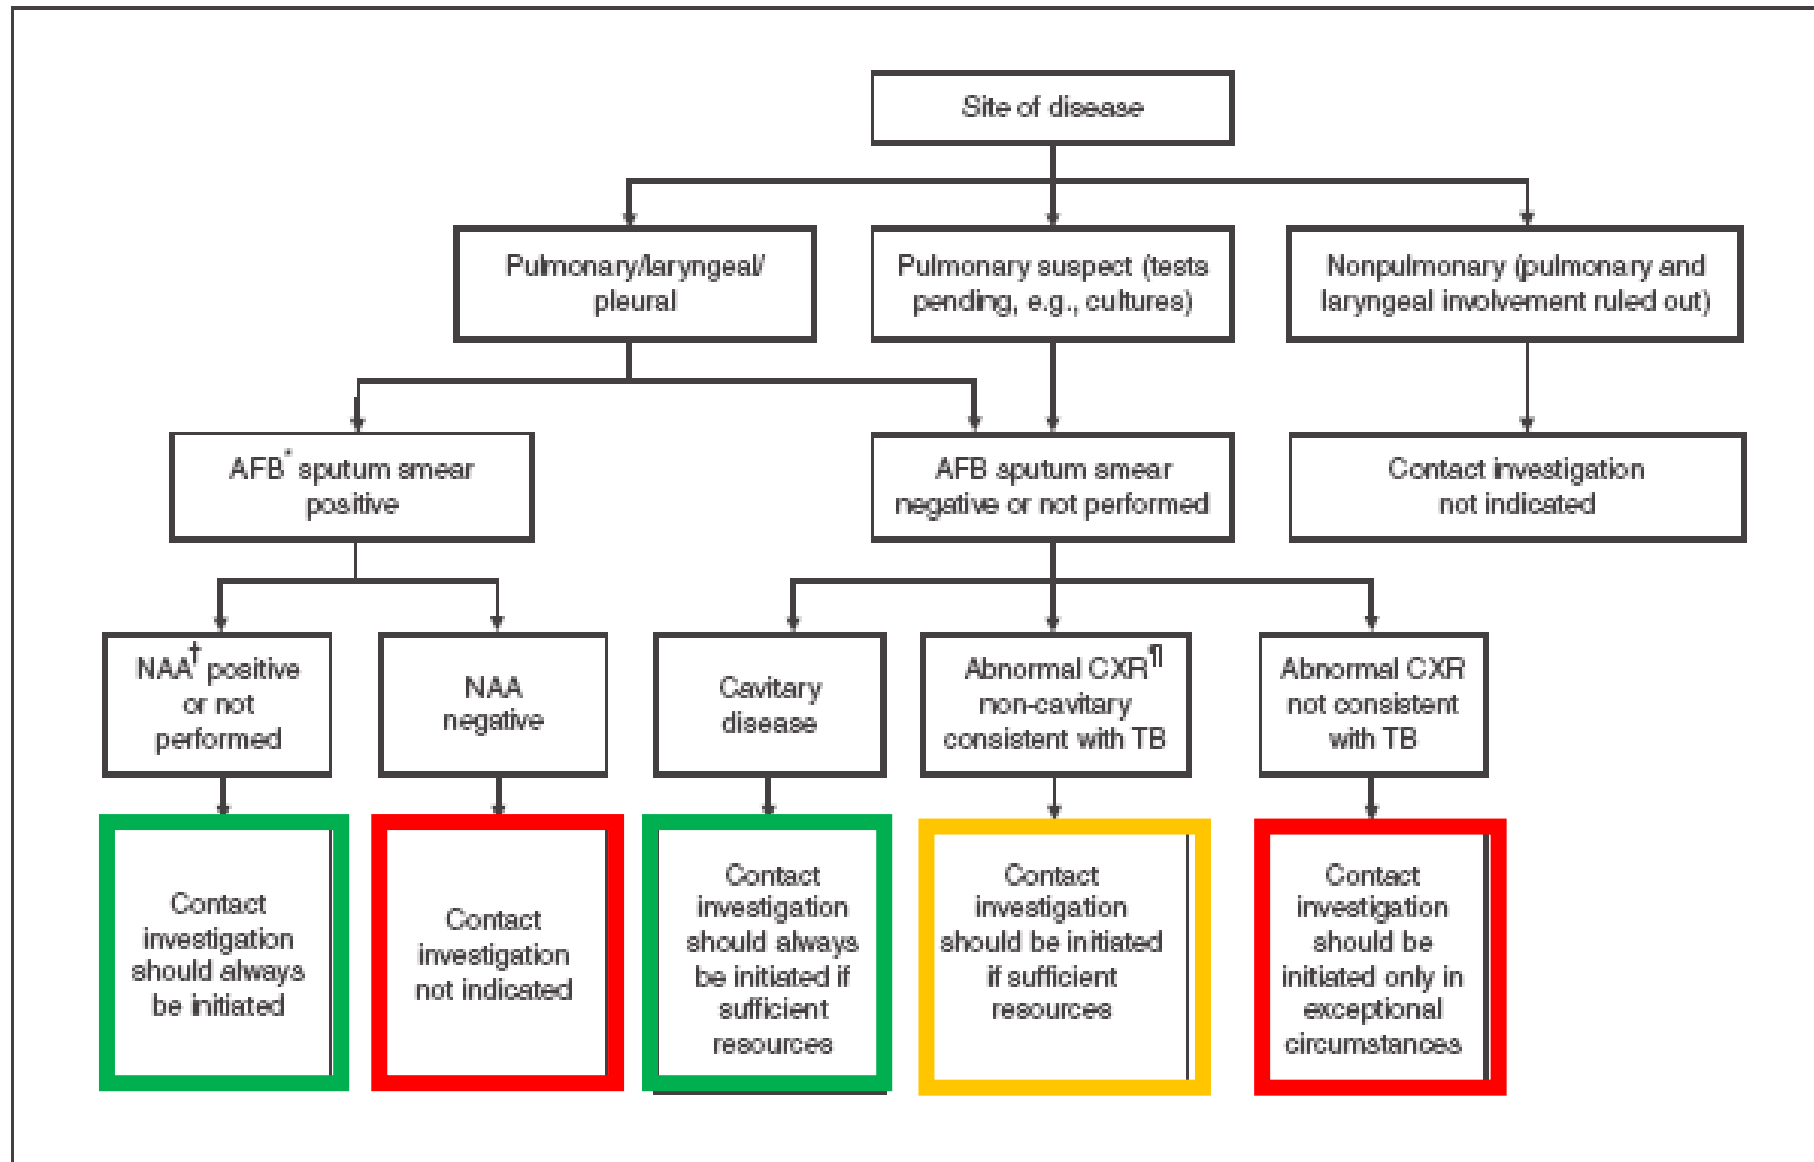 Site of disease
Pulmonary/laryngeal/
pleural
Pulmonary suspect (tests
pending, e.g., cultures)
Nonpulmonary (pulmonary and
laryngeal involvement ruled out)
AFB* sputum smear
positive
AFB sputum smear
negative or not performed
Contact investigation
not indicated
NAA† positive
or not
performed
NAA
negative
Cavitary
disease
Abnormal CXR¶
non-cavitary
consistent with TB
Abnormal CXR
not consistent
with TB
Contact
investigation
should always
be initiated
Contact
investigation
not indicated
Contact
investigation
should always
be initiated if
sufficient
resources
Contact
investigation
should be initiated
if sufficient
resources
Contact
investigation
should be
initiated only in
exceptional
circumstances